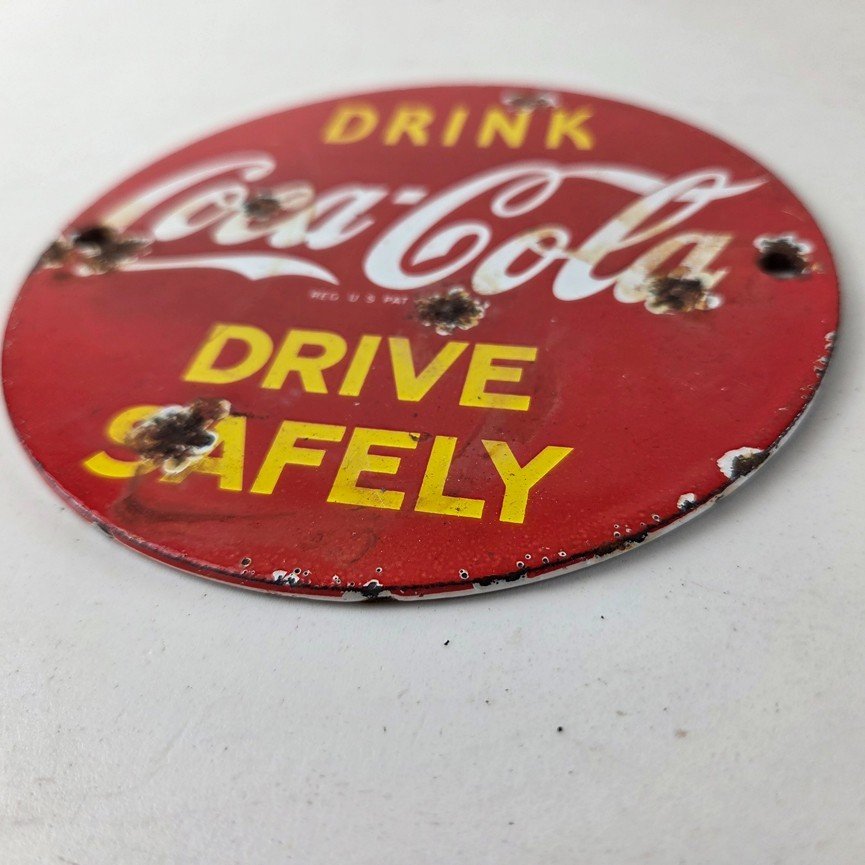 DRINK
Coca-Cola
REG. U S PAT
DRIVE
SAFELY